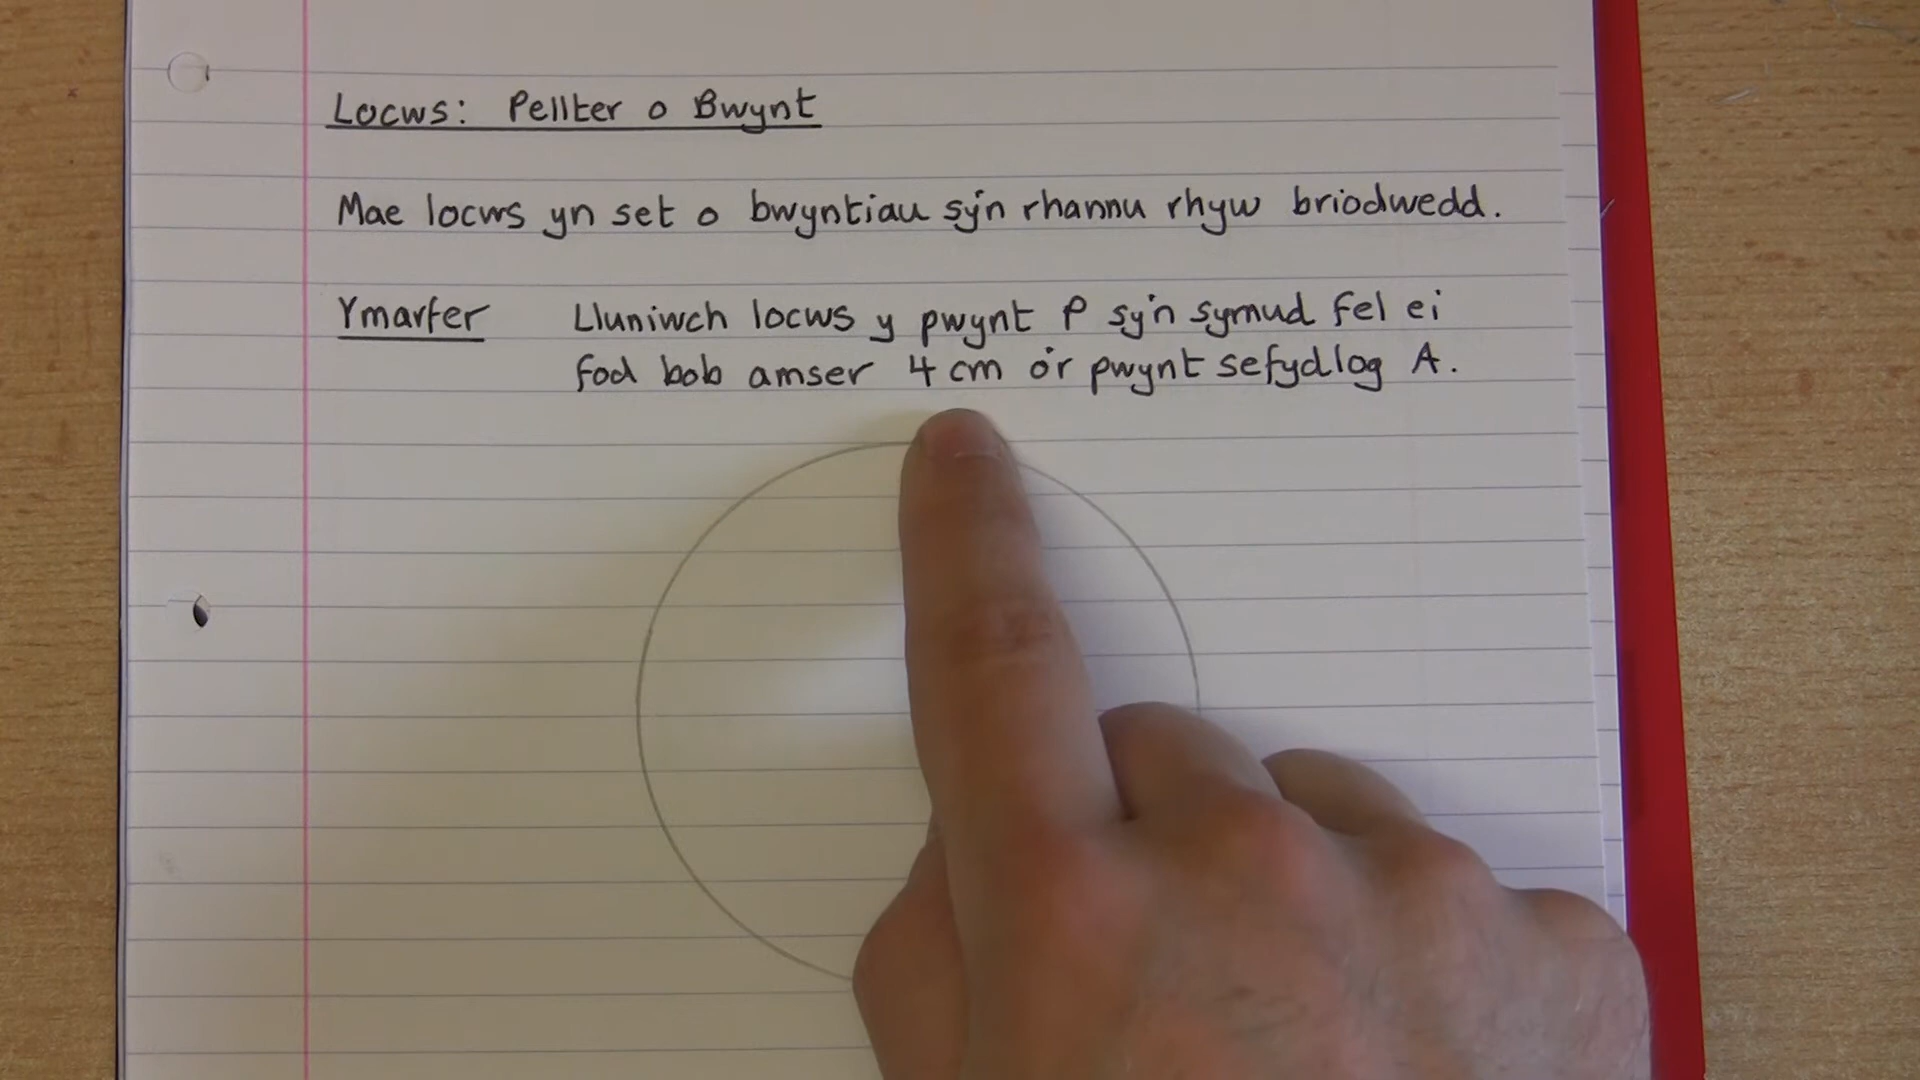 Locws: Pellter o Bwynt
Mae locws yn set o bwyntiau sy'n rhannu rhyw briodwedd.
Ymarfer Lluniwch locws y pwynt P sy'n symud fel ei
fod bob amser 4 cm o'r pwynt sefydlog A.